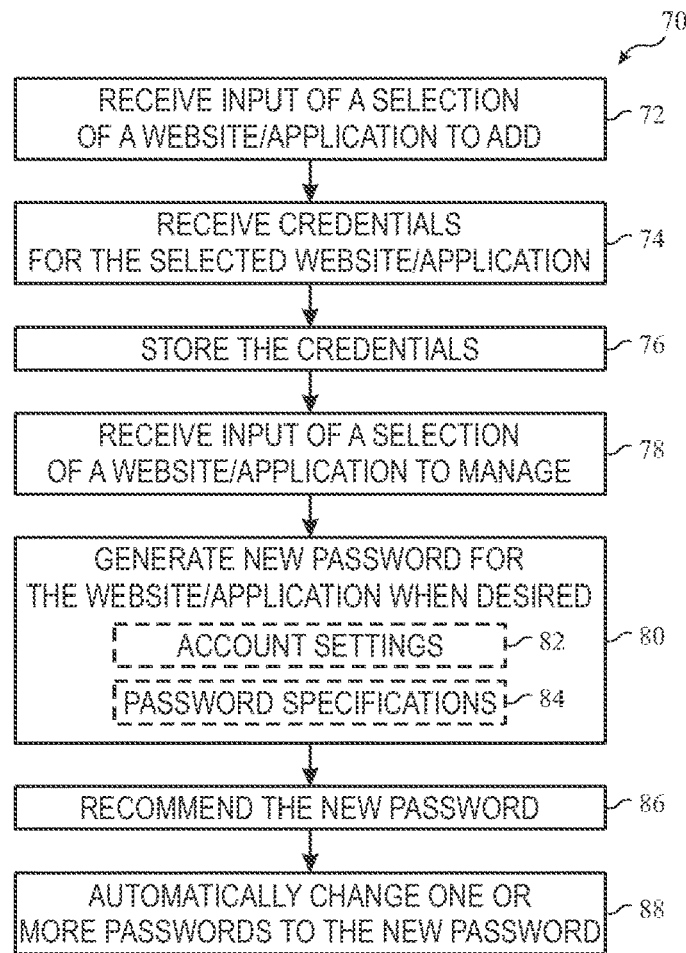 70
RECEIVE INPUT OF A SELECTION
OF A WEBSITE/APPLICATION TO ADD
72
RECEIVE CREDENTIALS
FOR THE SELECTED WEBSITE/APPLICATION
74
STORE THE CREDENTIALS
76
RECEIVE INPUT OF A SELECTION
OF A WEBSITE/APPLICATION TO MANAGE
78
GENERATE NEW PASSWORD FOR
THE WEBSITE/APPLICATION WHEN DESIRED
80
ACCOUNT SETTINGS
82
PASSWORD SPECIFICATIONS
84
RECOMMEND THE NEW PASSWORD
86
AUTOMATICALLY CHANGE ONE OR
MORE PASSWORDS TO THE NEW PASSWORD
88